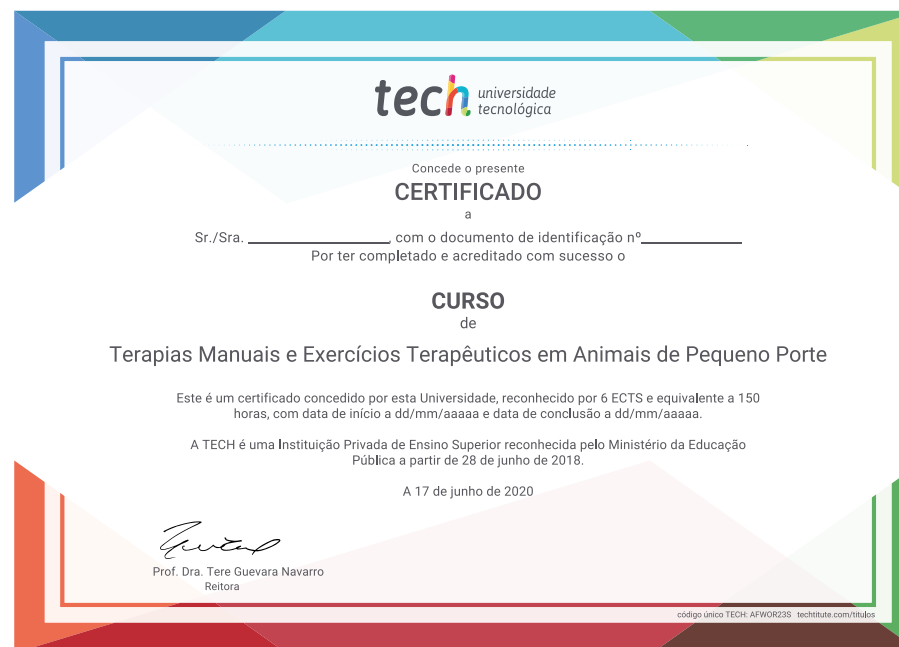 tech universidade
tecnológica
Concede o presente
CERTIFICADO
a
Sr./Sra. _________________, com o documento de identificação nº____________
Por ter completado e acreditado com sucesso o
CURSO
de
Terapias Manuais e Exercícios Terapêuticos em Animais de Pequeno Porte
Este é um certificado concedido por esta Universidade, reconhecido por 6 ECTS e equivalente a 150
horas, com data de início a dd/mm/aaaaa e data de conclusão a dd/mm/aaaaa.
A TECH é uma Instituição Privada de Ensino Superior reconhecida pelo Ministério da Educação
Pública a partir de 28 de junho de 2018.
A 17 de junho de 2020
Prof. Dra. Tere Guevara Navarro
Reitora
código único TECH: AFWOR23S techtitute.com/titulos